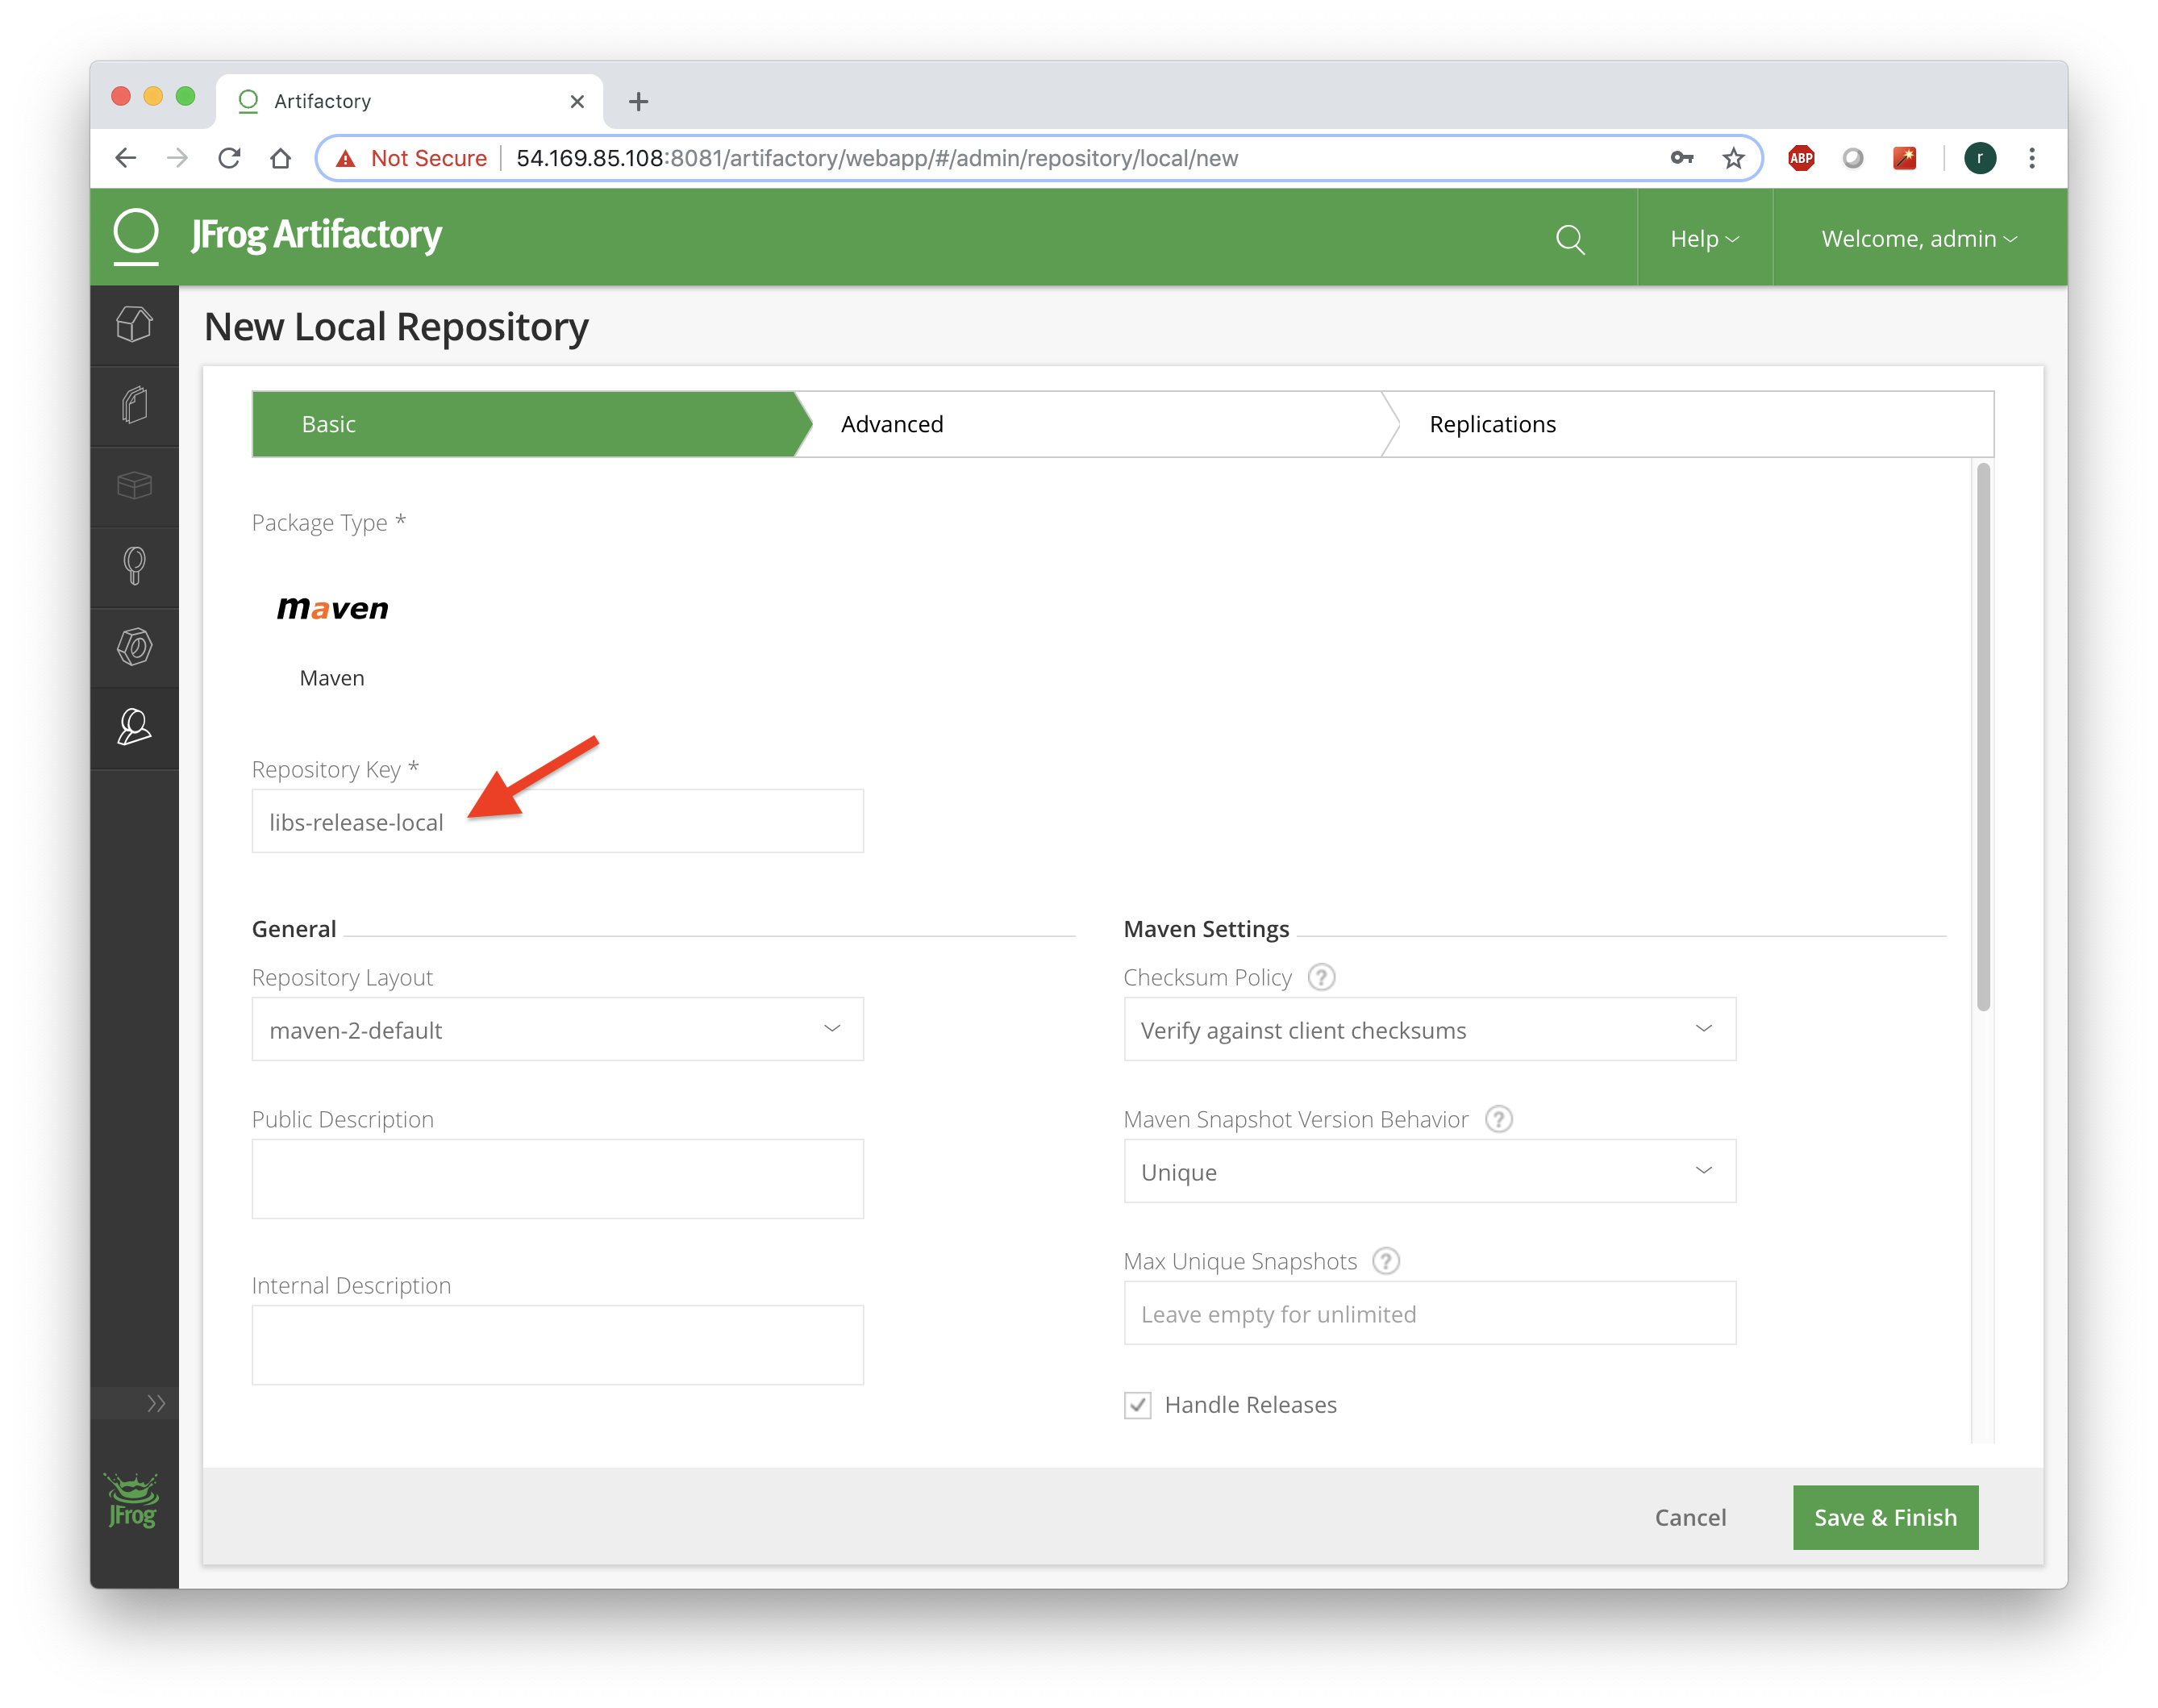 Artifactory
Not Secure 54.169.85.108:8081/artifactory/webapp/#/admin/repository/local/new
ABP
r
JFrog Artifactory
Help
Welcome, admin
New Local Repository
Basic
Advanced
Replications
Package Type *
maven
Maven
Repository Key *
libs-release-local
General
Maven Settings
Repository Layout
Checksum Policy ?
maven-2-default
Verify against client checksums
Public Description
Maven Snapshot Version Behavior ?
Unique
Max Unique Snapshots ?
Internal Description
Leave empty for unlimited
Handle Releases
JFrog
Cancel
Save & Finish